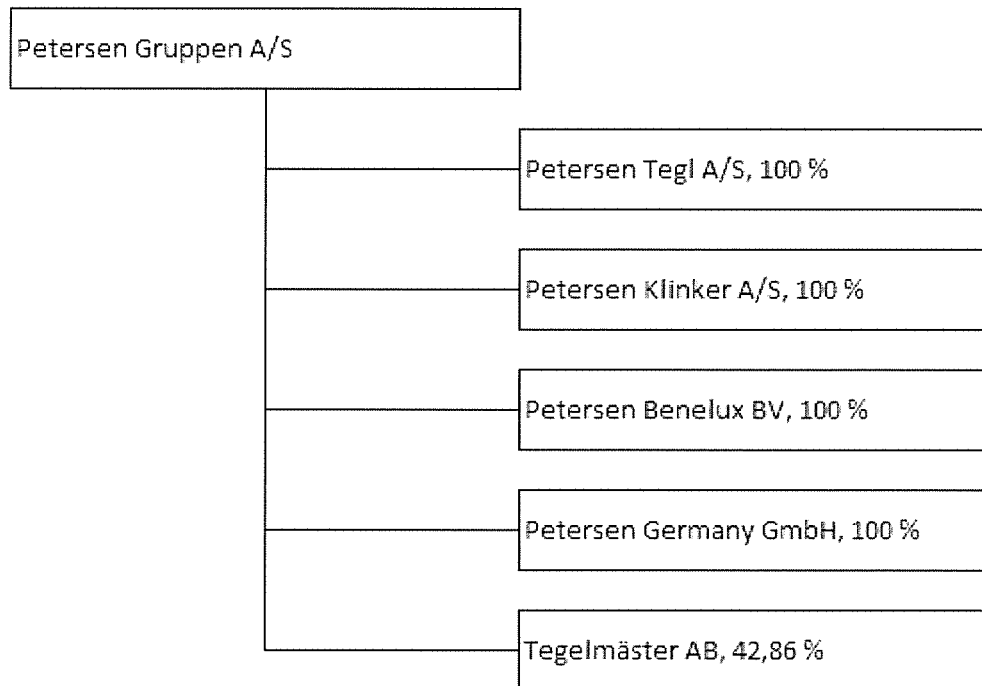 Petersen Gruppen A/S
Petersen Tegl A/S, 100 %
Petersen Klinker A/S, 100 %
Petersen Benelux BV, 100 %
Petersen Germany GmbH, 100 %
Tegelmäster AB, 42,86 %